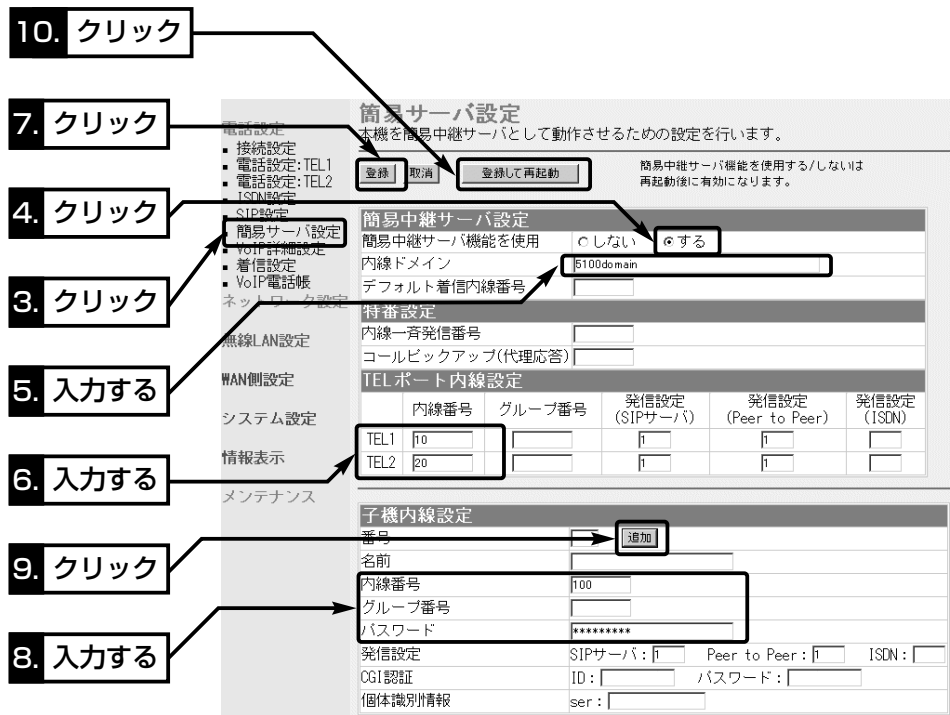 10. クリック
7. クリック
4. クリック
3. クリック
5. 入力する
6. 入力する
9. クリック
8. 入力する
電話設定
接続設定
電話設定:TEL1
電話設定:TEL2
ISDN設定
SIP設定
簡易サーバ設定
VoIP詳細設定
着信設定
VoIP電話帳
ネットワーク設定
無線LAN設定
WAN側設定
システム設定
情報表示
メンテナンス
簡易サーバ設定
本機を簡易中継サーバとして動作させるための設定を行います。
登録 取消 登録して再起動
簡易中継サーバ機能を使用する/しないは
再起動後に有効になります。
簡易中継サーバ設定
簡易中継サーバ機能を使用 しない する
内線ドメイン 5100domain
デフォルト着信内線番号
特番設定
内線一斉発信番号
コールピックアップ(代理応答)
TELポート内線設定
内線番号 グループ番号 発信設定(SIPサーバ) 発信設定(Peer to Peer) 発信設定(ISDN)
TEL1 10 1 1
TEL2 20 1 1
子機内線設定
番号 追加
名前
内線番号 100
グループ番号
パスワード *********
発信設定 SIPサーバ:1 Peer to Peer:1 ISDN:
CGI認証 ID: パスワード:
個体識別情報 ser: